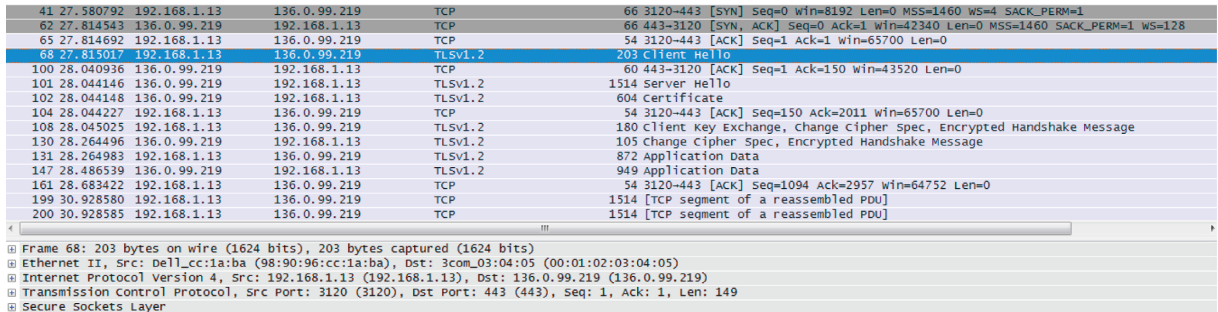 41 27.580792 192.168.1.13 136.0.99.219 TCP 66 3120→443 [SYN] Seq=0 Win=8192 Len=0 MSS=1460 WS=4 SACK_PERM=1
62 27.814543 136.0.99.219 192.168.1.13 TCP 66 443→3120 [SYN, ACK] Seq=0 Ack=1 Win=42340 Len=0 MSS=1460 SACK_PERM=1 WS=128
65 27.814692 192.168.1.13 136.0.99.219 TCP 54 3120→443 [ACK] Seq=1 Ack=1 Win=65700 Len=0
68 27.815017 192.168.1.13 136.0.99.219 TLSv1.2 203 Client Hello
100 28.040936 136.0.99.219 192.168.1.13 TCP 60 443→3120 [ACK] Seq=1 Ack=150 Win=43520 Len=0
101 28.044146 136.0.99.219 192.168.1.13 TLSv1.2 1514 Server Hello
102 28.044148 136.0.99.219 192.168.1.13 TLSv1.2 604 Certificate
104 28.044227 192.168.1.13 136.0.99.219 TCP 54 3120→443 [ACK] Seq=150 Ack=2011 Win=65700 Len=0
108 28.045025 192.168.1.13 136.0.99.219 TLSv1.2 180 Client Key Exchange, Change Cipher Spec, Encrypted Handshake Message
130 28.264496 136.0.99.219 192.168.1.13 TLSv1.2 105 Change Cipher Spec, Encrypted Handshake Message
131 28.264983 192.168.1.13 136.0.99.219 TLSv1.2 872 Application Data
147 28.486539 136.0.99.219 192.168.1.13 TLSv1.2 949 Application Data
161 28.683422 192.168.1.13 136.0.99.219 TCP 54 3120→443 [ACK] Seq=1094 Ack=2957 Win=64752 Len=0
199 30.928580 192.168.1.13 136.0.99.219 TCP 1514 [TCP segment of a reassembled PDU]
200 30.928585 192.168.1.13 136.0.99.219 TCP 1514 [TCP segment of a reassembled PDU]
Frame 68: 203 bytes on wire (1624 bits), 203 bytes captured (1624 bits)
Ethernet II, Src: Dell_cc:1a:ba (98:90:96:cc:1a:ba), Dst: 3com_03:04:05 (00:01:02:03:04:05)
Internet Protocol Version 4, Src: 192.168.1.13 (192.168.1.13), Dst: 136.0.99.219 (136.0.99.219)
Transmission Control Protocol, Src Port: 3120 (3120), Dst Port: 443 (443), Seq: 1, Ack: 1, Len: 149
Secure Sockets Layer